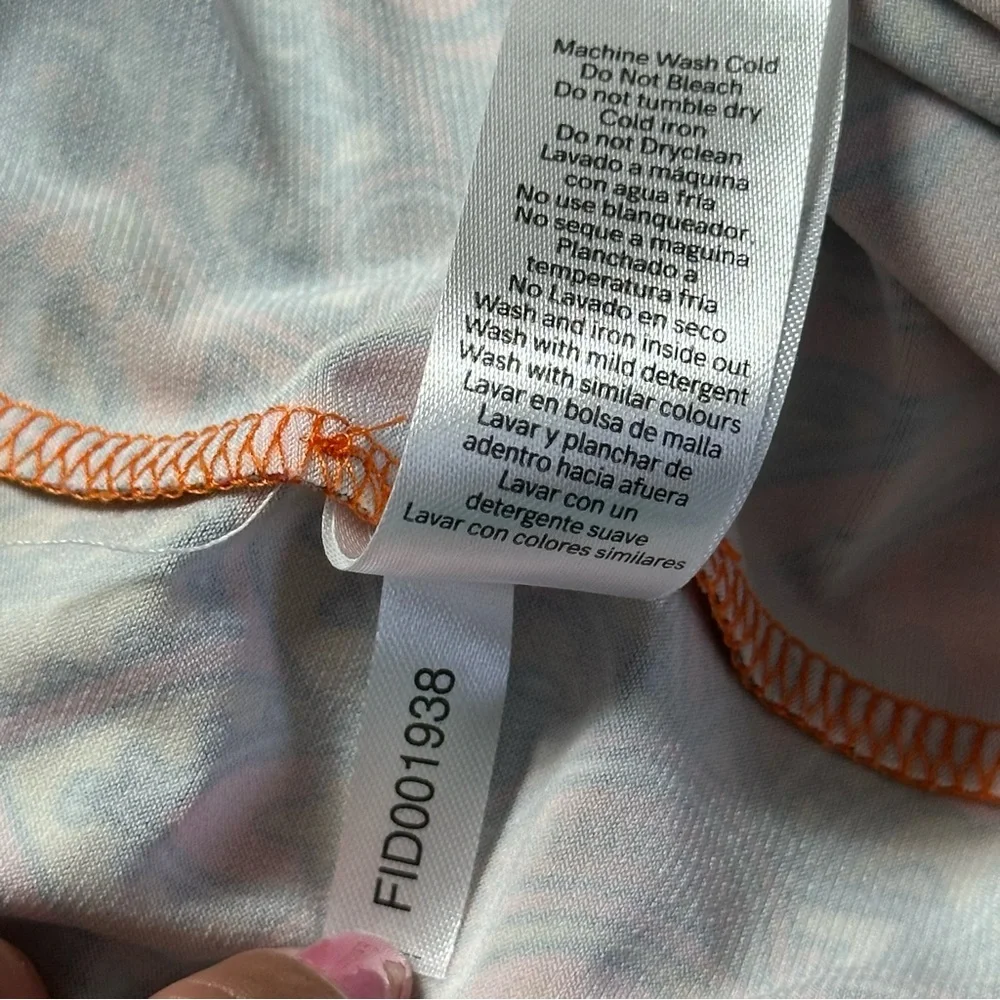 Machine Wash Cold
Do Not Bleach
Do not tumble dry
Cold iron
Do not Dryclean
Lavado a máquina
con agua fría
No use blanqueador.
No seque a maguina
Planchado a
temperatura fría
No Lavado en seco
Wash and iron inside out
Wash with mild detergent
Wash with similar colours
Lavar en bolsa de malla
Lavar y planchar de
adentro hacia afuera
Lavar con un
detergente suave
Lavar con colores similares
FID001938